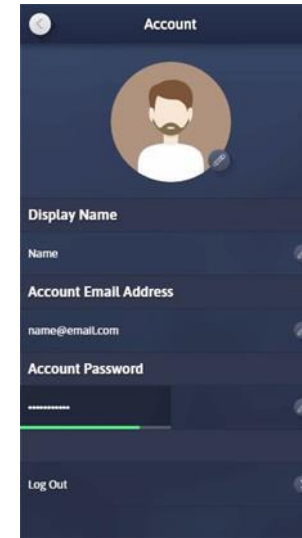 Account
Display Name
Name
Account Email Address
name@email.com
Account Password
•••••••••••
Log Out